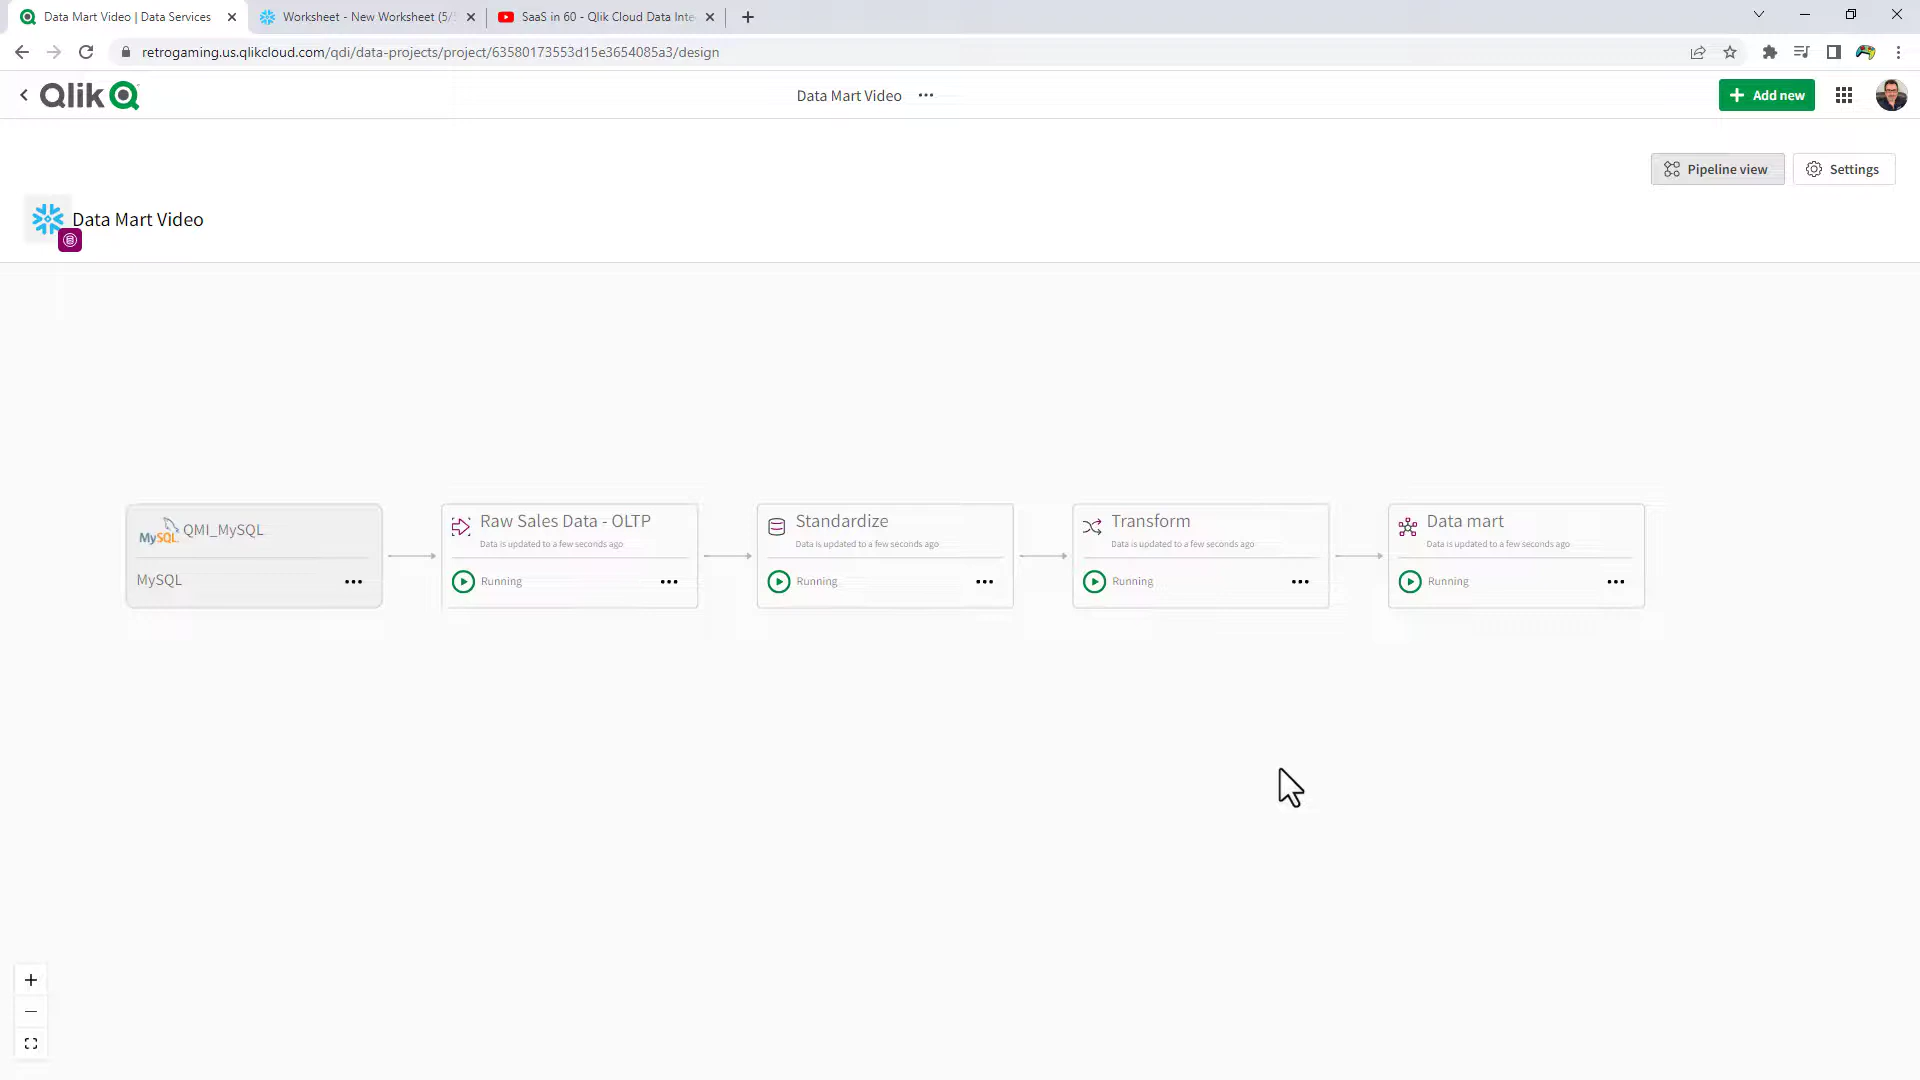 Data Mart Video | Data Services
Worksheet - New Worksheet (5/
SaaS in 60 - Qlik Cloud Data Inte
retrogaming.us.qlikcloud.com/qdi/data-projects/project/63580173553d15e3654085a3/design
Qlik
Data Mart Video
Add new
Pipeline view
Settings
Data Mart Video
MySQL
QMI_MySQL
MySQL
Raw Sales Data - OLTP
Data is updated to a few seconds ago
Running
Standardize
Data is updated to a few seconds ago
Running
Transform
Data is updated to a few seconds ago
Running
Data mart
Data is updated to a few seconds ago
Running